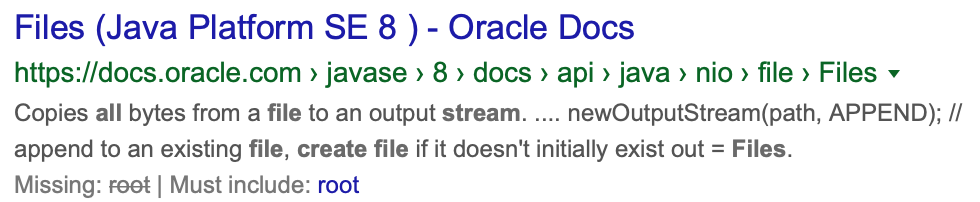 Files (Java Platform SE 8 ) - Oracle Docs
https://docs.oracle.com › javase › 8 › docs › api › java › nio › file › Files
Copies all bytes from a file to an output stream. .... newOutputStream(path, APPEND); //
append to an existing file, create file if it doesn't initially exist out = Files.
Missing: root | Must include: root